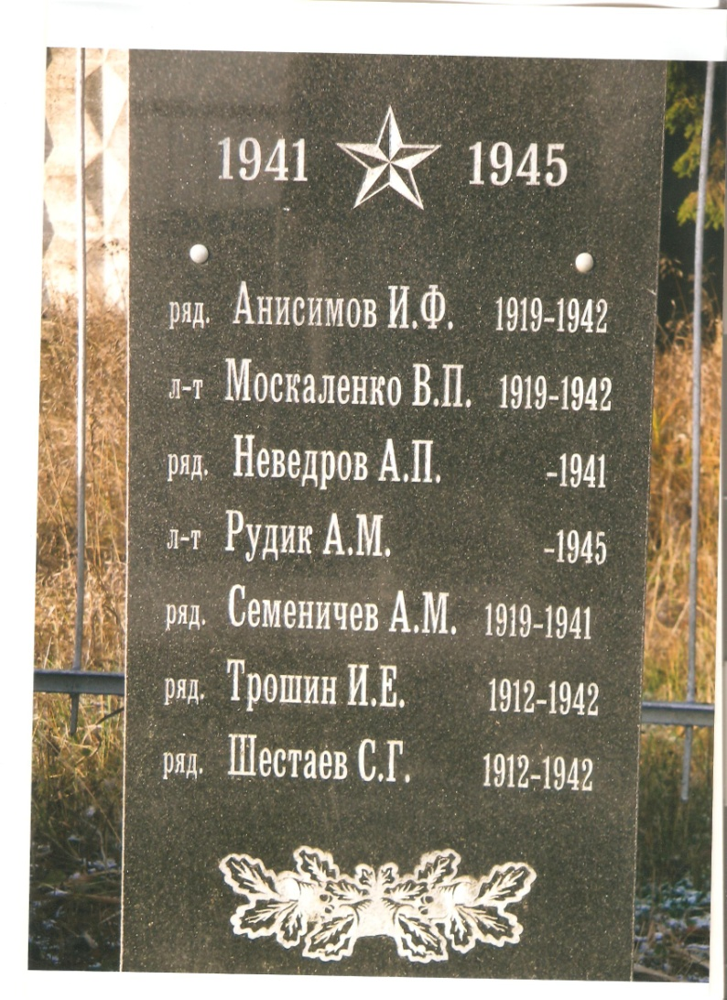 1941 1945
ряд. Анисимов И.Ф. 1919-1942
л-т Москаленко В.П. 1919-1942
ряд. Неведров А.П. -1941
л-т Рудик А.М. -1945
ряд. Семеничев А.М. 1919-1941
ряд. Трошин И.Е. 1912-1942
ряд. Шестаев С.Г. 1912-1942